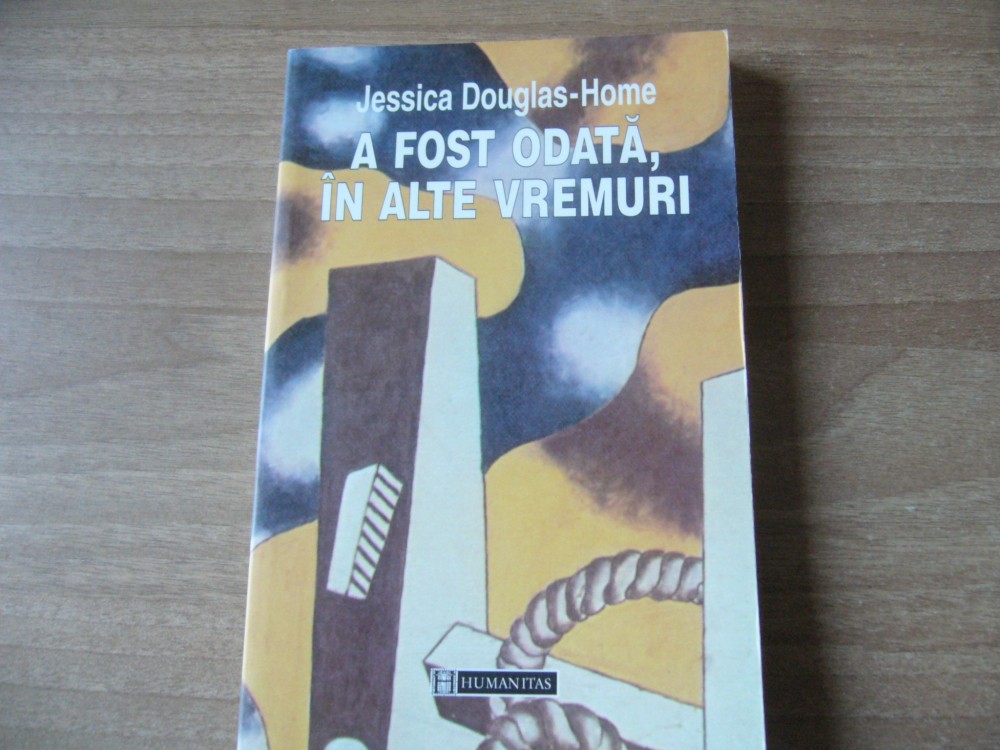 Jessica Douglas-Home
A FOST ODATĂ,
ÎN ALTE VREMURI
HUMANITAS